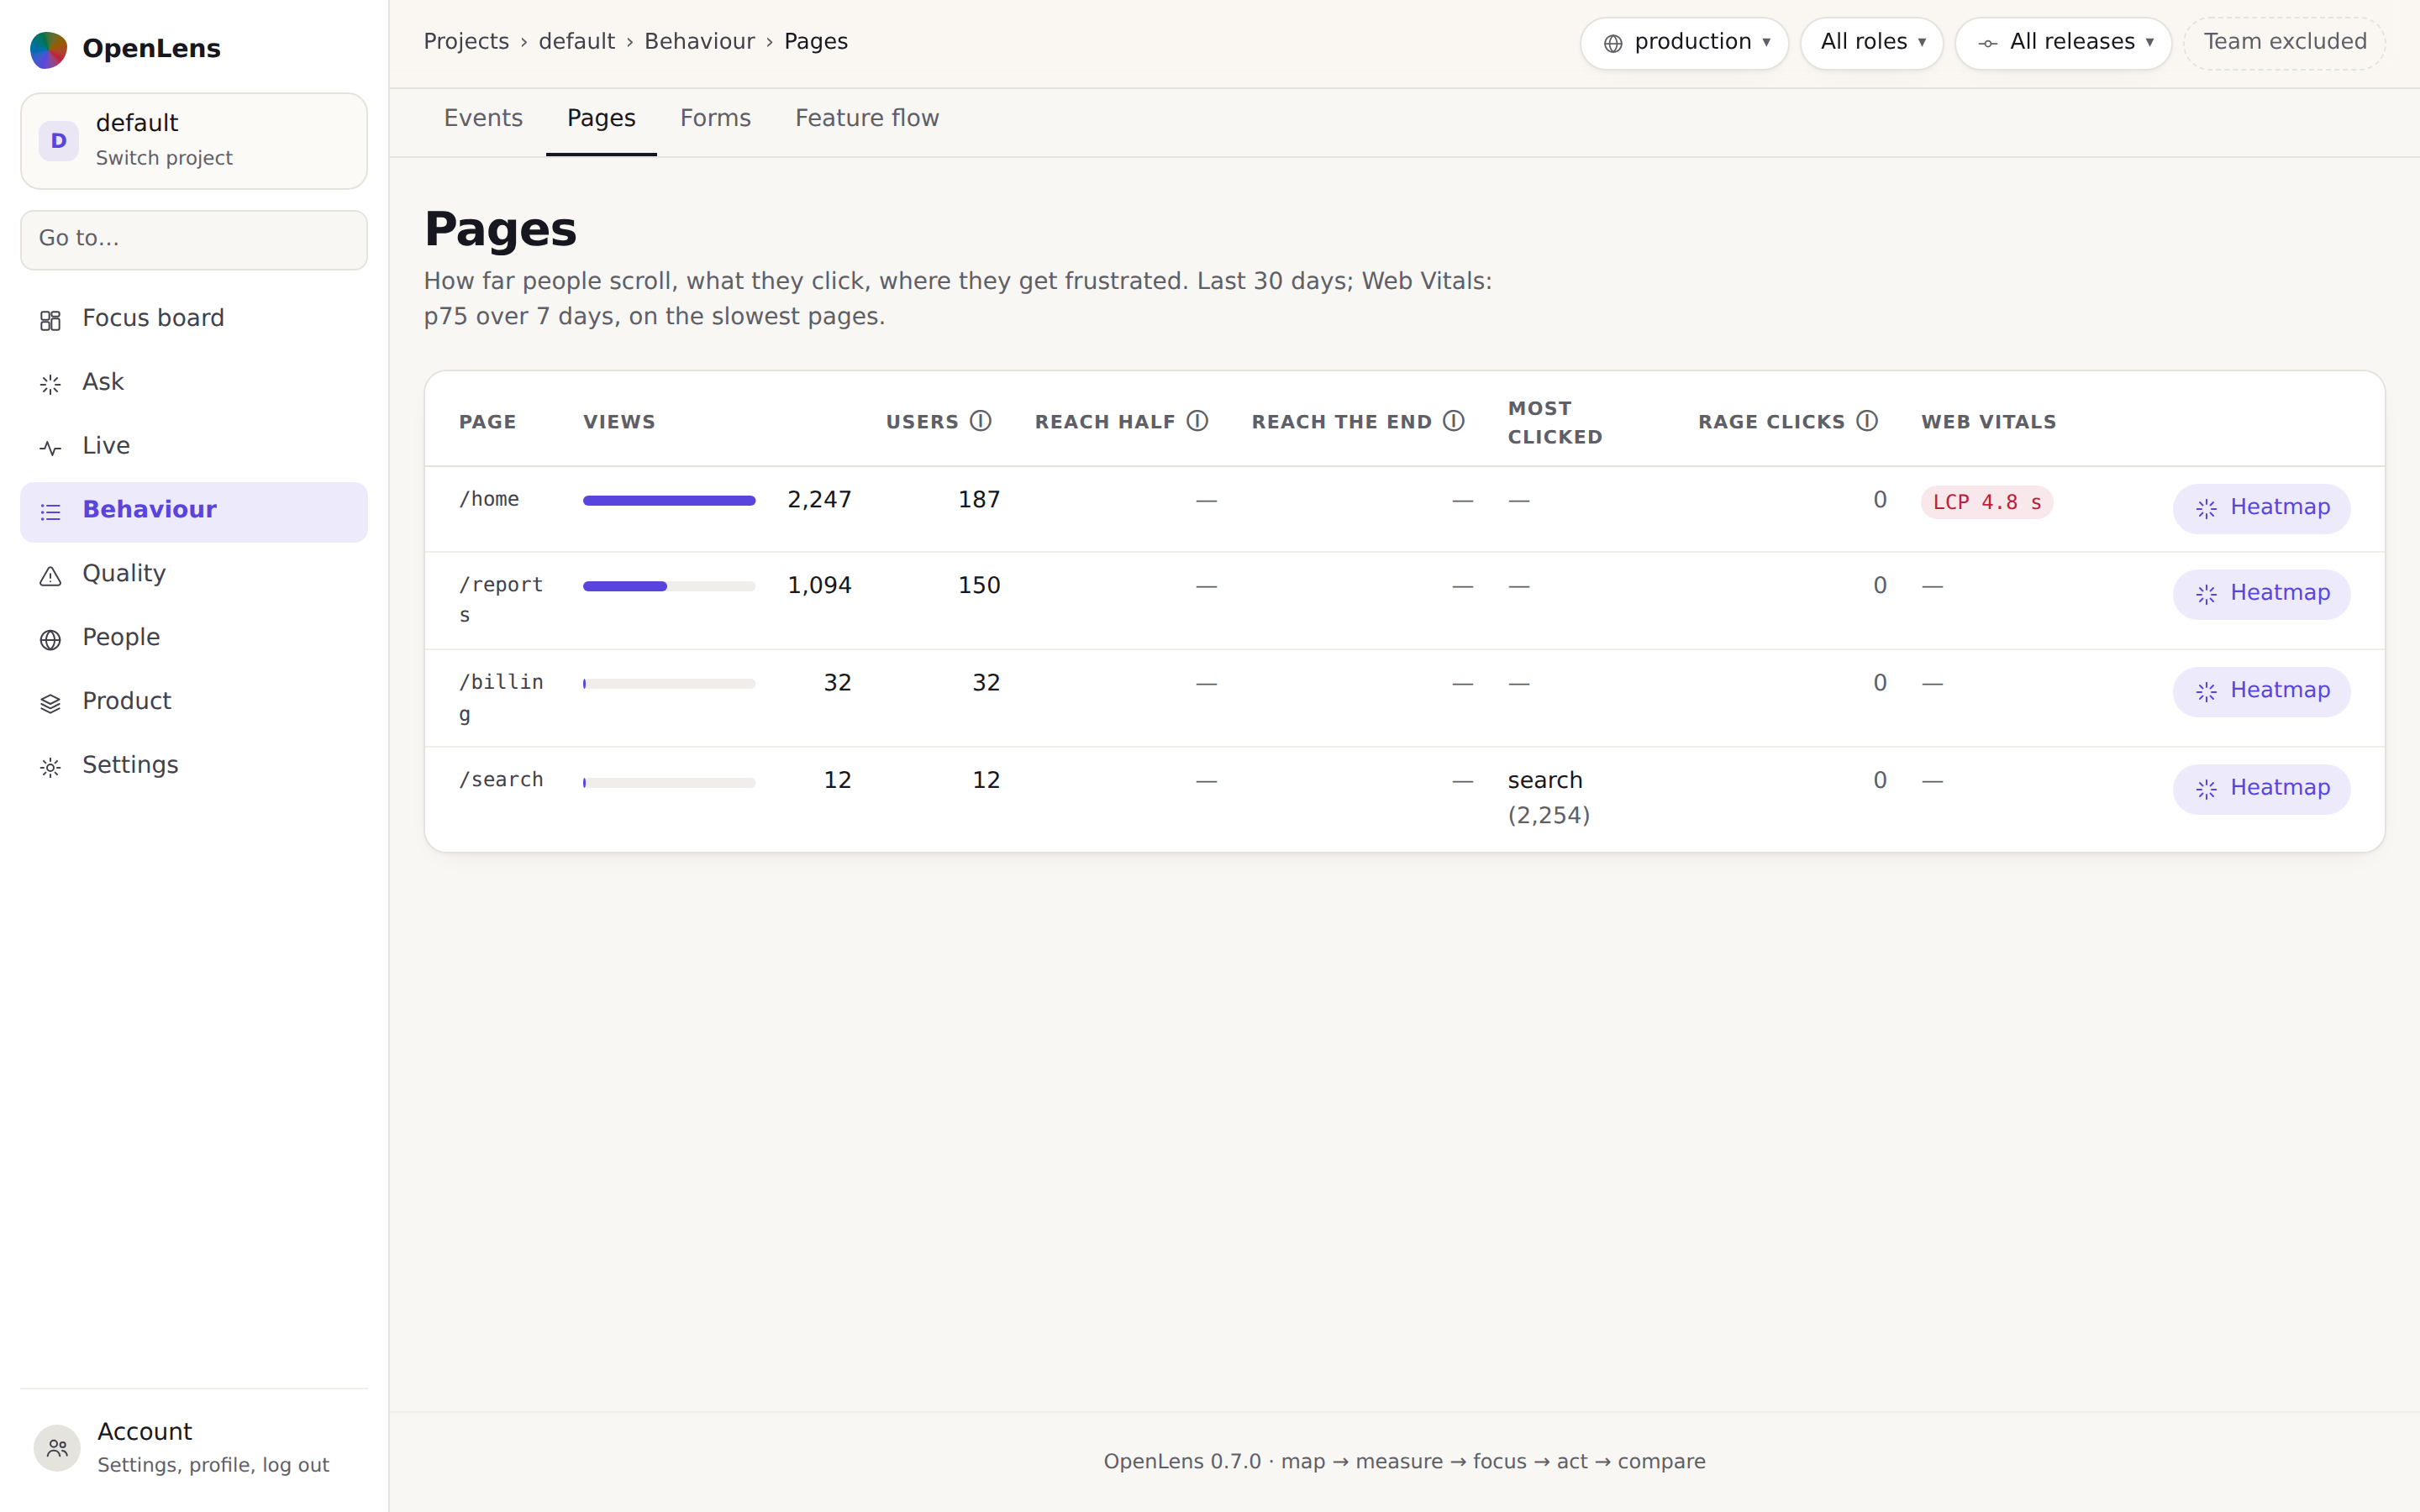 OpenLens
D
default
Switch project
Go to...
Focus board
Ask
Live
Behaviour
Quality
People
Product
Settings
Account
Settings, profile, log out
Projects › default › Behaviour › Pages
production ▾
All roles ▾
All releases ▾
Team excluded
Events Pages Forms Feature flow
Pages
How far people scroll, what they click, where they get frustrated. Last 30 days; Web Vitals:
p75 over 7 days, on the slowest pages.
PAGE VIEWS USERS ⓘ REACH HALF ⓘ REACH THE END ⓘ MOST CLICKED RAGE CLICKS ⓘ WEB VITALS
/home 2,247 187 — — — 0 LCP 4.8 s Heatmap
/reports 1,094 150 — — — 0 — Heatmap
/billing 32 32 — — — 0 — Heatmap
/search 12 12 — — search (2,254) 0 — Heatmap
OpenLens 0.7.0 · map → measure → focus → act → compare